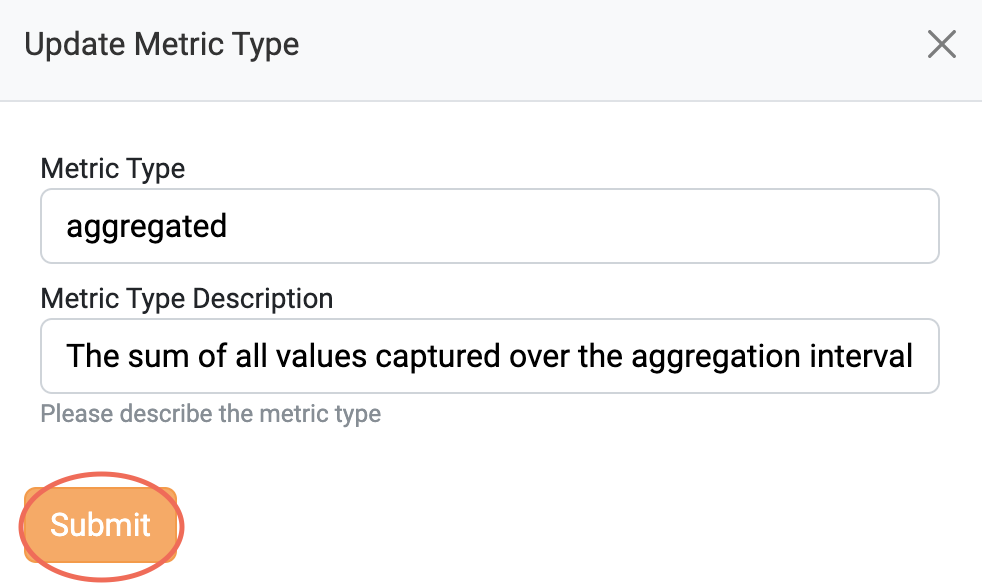 Update Metric Type
Metric Type
aggregated
Metric Type Description
The sum of all values captured over the aggregation interval
Please describe the metric type
Submit